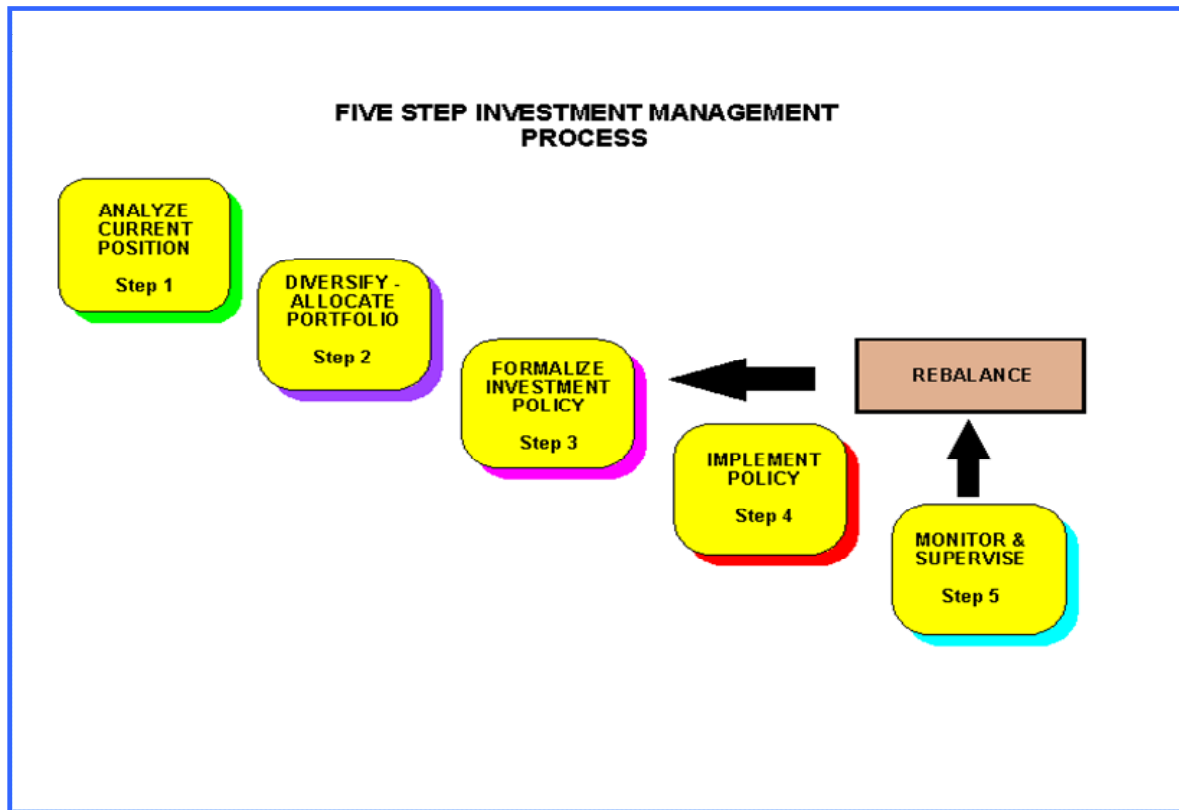 FIVE STEP INVESTMENT MANAGEMENT
PROCESS
ANALYZE
CURRENT
POSITION
Step 1
DIVERSIFY -
ALLOCATE
PORTFOLIO
Step 2
FORMALIZE
INVESTMENT
POLICY
Step 3
IMPLEMENT
POLICY
Step 4
REBALANCE
MONITOR &
SUPERVISE
Step 5